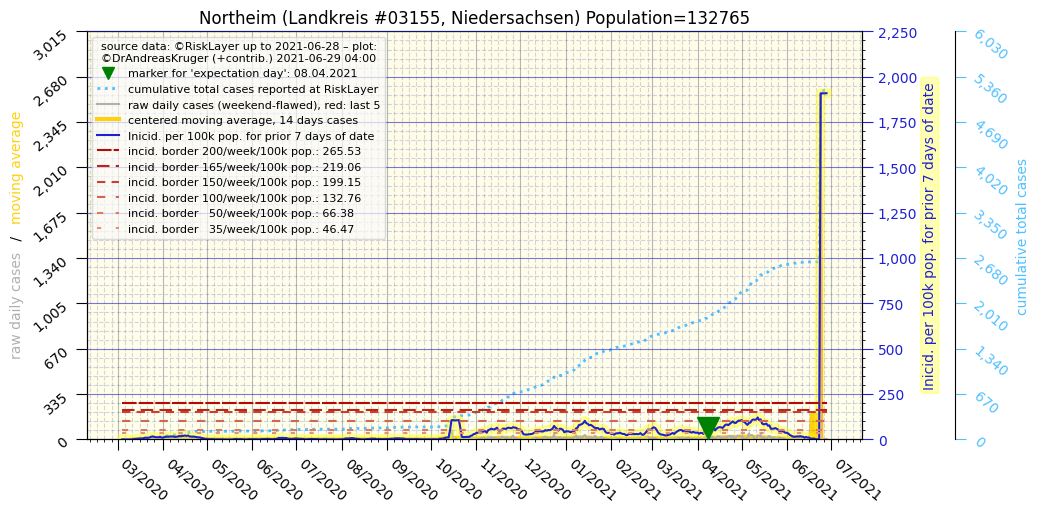 Northeim (Landkreis #03155, Niedersachsen) Population=132765
source data: ©RiskLayer up to 2021-06-28 – plot:
©DrAndreasKruger (+contrib.) 2021-06-29 04:00
marker for 'expectation day': 08.04.2021
cumulative total cases reported at RiskLayer
raw daily cases (weekend-flawed), red: last 5
centered moving average, 14 days cases
Inicid. per 100k pop. for prior 7 days of date
incid. border 200/week/100k pop.: 265.53
incid. border 165/week/100k pop.: 219.06
incid. border 150/week/100k pop.: 199.15
incid. border 100/week/100k pop.: 132.76
incid. border   50/week/100k pop.: 66.38
incid. border   35/week/100k pop.: 46.47
raw daily cases   /   moving average
3,015
2,680
2,345
2,010
1,675
1,340
1,005
670
335
0
03/2020
04/2020
05/2020
06/2020
07/2020
08/2020
09/2020
10/2020
11/2020
12/2020
01/2021
02/2021
03/2021
04/2021
05/2021
06/2021
07/2021
2,250
2,000
1,750
1,500
1,250
1,000
750
500
250
0
Inicid. per 100k pop. for prior 7 days of date
6,030
5,360
4,690
4,020
3,350
2,680
2,010
1,340
670
0
cumulative total cases